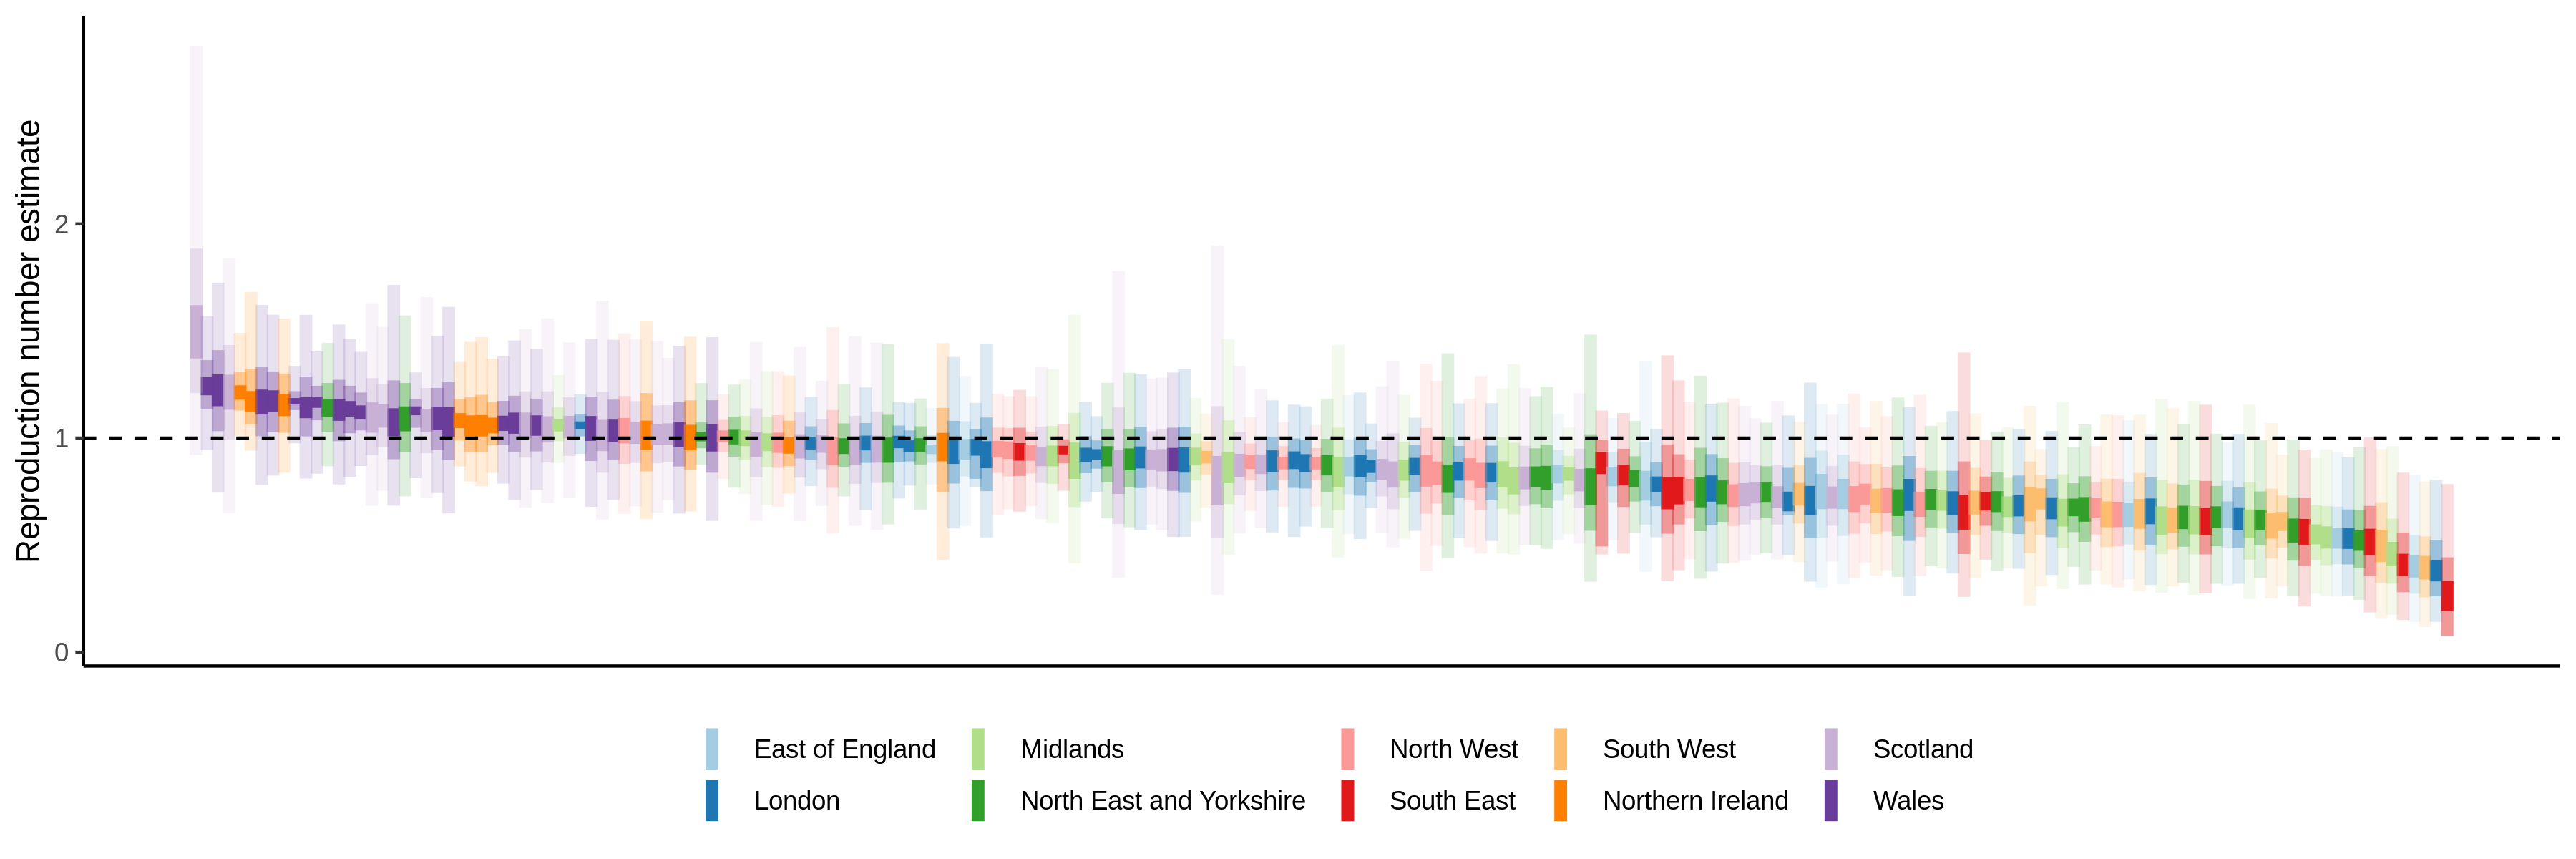 Reproduction number estimate
2
1
0
East of England
Midlands
North West
South West
Scotland
London
North East and Yorkshire
South East
Northern Ireland
Wales